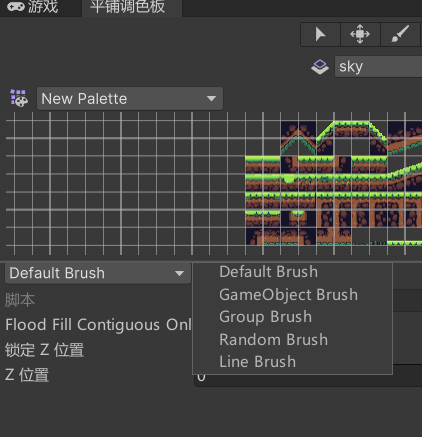 游戏 平铺调色板
sky
New Palette
Default Brush
脚本
Flood Fill Contiguous Onl
锁定 Z 位置
Z 位置
0
Default Brush
GameObject Brush
Group Brush
Random Brush
Line Brush